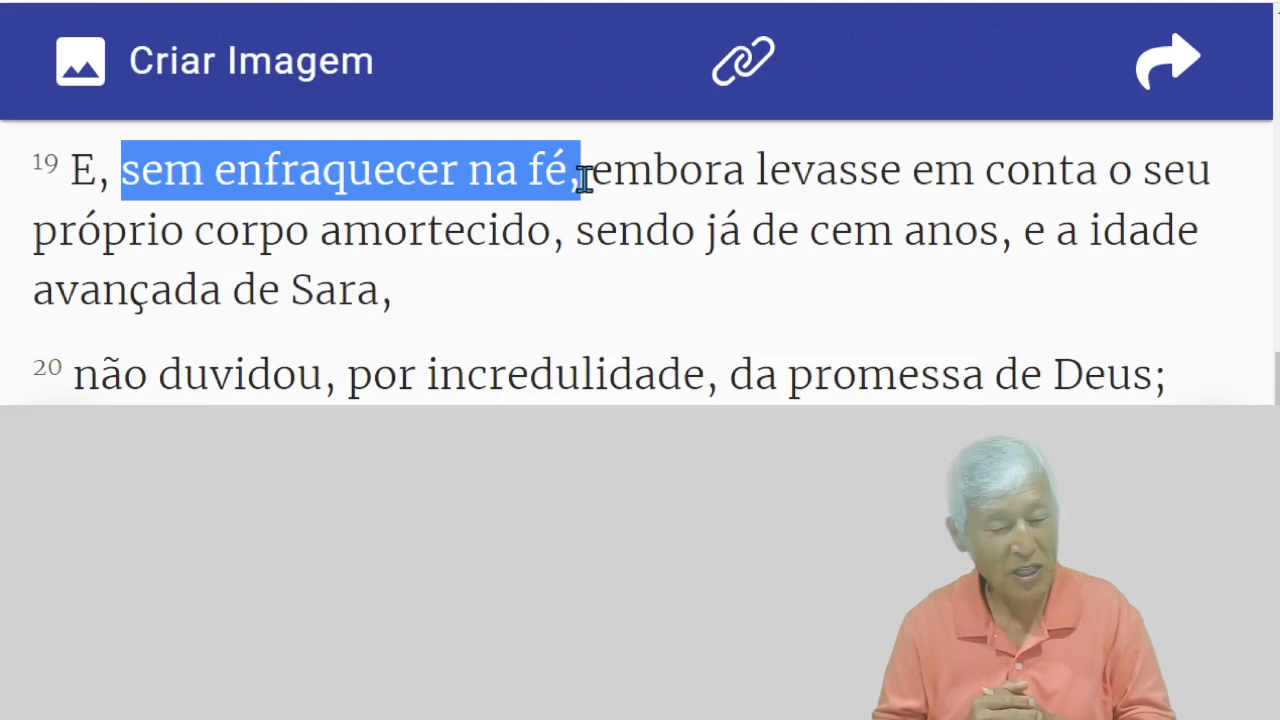 Criar Imagem
19 E, sem enfraquecer na fé, embora levasse em conta o seu
próprio corpo amortecido, sendo já de cem anos, e a idade
avançada de Sara,
20 não duvidou, por incredulidade, da promessa de Deus;